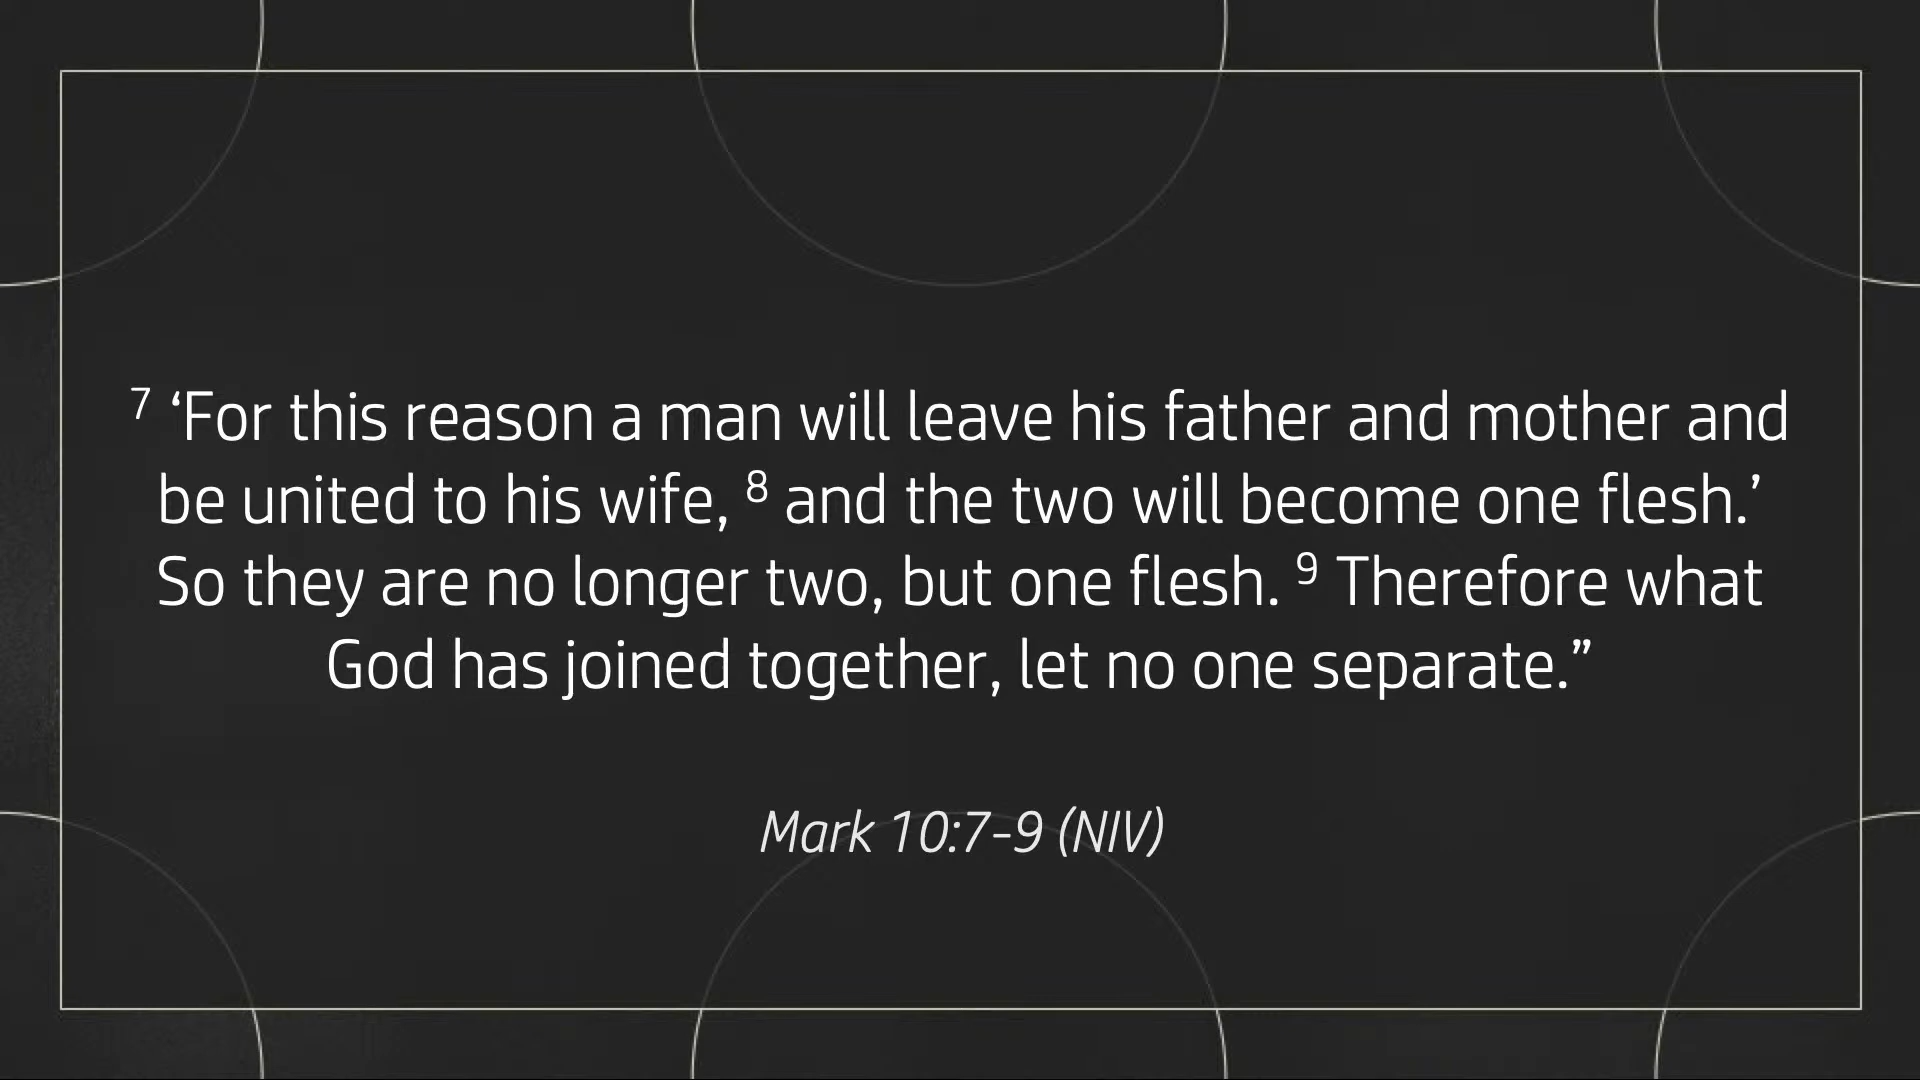 ⁷ ‘For this reason a man will leave his father and mother and
be united to his wife, ⁸ and the two will become one flesh.’
So they are no longer two, but one flesh. ⁹ Therefore what
God has joined together, let no one separate.”
Mark 10:7-9 (NIV)